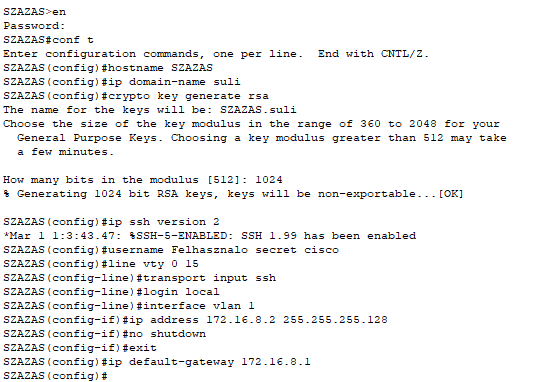 SZAZAS>en
Password:
SZAZAS#conf t
Enter configuration commands, one per line.  End with CNTL/Z.
SZAZAS(config)#hostname SZAZAS
SZAZAS(config)#ip domain-name suli
SZAZAS(config)#crypto key generate rsa
The name for the keys will be: SZAZAS.suli
Choose the size of the key modulus in the range of 360 to 2048 for your
  General Purpose Keys. Choosing a key modulus greater than 512 may take
  a few minutes.

How many bits in the modulus [512]: 1024
% Generating 1024 bit RSA keys, keys will be non-exportable...[OK]

SZAZAS(config)#ip ssh version 2
*Mar 1 1:3:43.47: %SSH-5-ENABLED: SSH 1.99 has been enabled
SZAZAS(config)#username Felhasznalo secret cisco
SZAZAS(config)#line vty 0 15
SZAZAS(config-line)#transport input ssh
SZAZAS(config-line)#login local
SZAZAS(config-line)#interface vlan 1
SZAZAS(config-if)#ip address 172.16.8.2 255.255.255.128
SZAZAS(config-if)#no shutdown
SZAZAS(config-if)#exit
SZAZAS(config)#ip default-gateway 172.16.8.1
SZAZAS(config)#